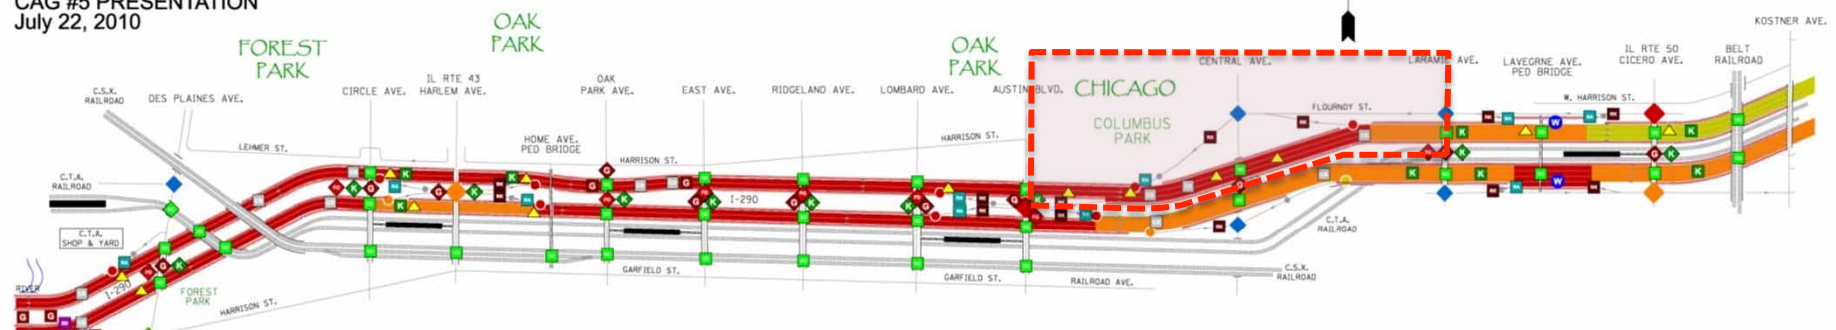 CAG #5 PRESENTATION
July 22, 2010
OAK
PARK
FOREST
PARK
OAK
PARK
CHICAGO
COLUMBUS
PARK
KOSTNER AVE.
C.S.X.
RAILROAD
DES PLAINES AVE.
CIRCLE AVE.
IL RTE 43
HARLEM AVE.
OAK
PARK AVE.
EAST AVE.
RIDGELAND AVE.
LOMBARD AVE.
AUSTIN BLVD.
CENTRAL AVE.
LARAMIE AVE.
LAVEGRNE AVE.
PED BRIDGE
IL RTE 50
CICERO AVE.
BELT
RAILROAD
W. HARRISON ST.
FLOURNOY ST.
HOME AVE.
PED BRIDGE
HARRISON ST.
HARRISON ST.
LEHMER ST.
C.T.A.
RAILROAD
I-290
C.T.A.
SHOP & YARD
C.T.A.
RAILROAD
GARFIELD ST.
GARFIELD ST.
RAILROAD AVE.
C.S.X.
RAILROAD
RIVER
I-290
FOREST
PARK
HARRISON ST.